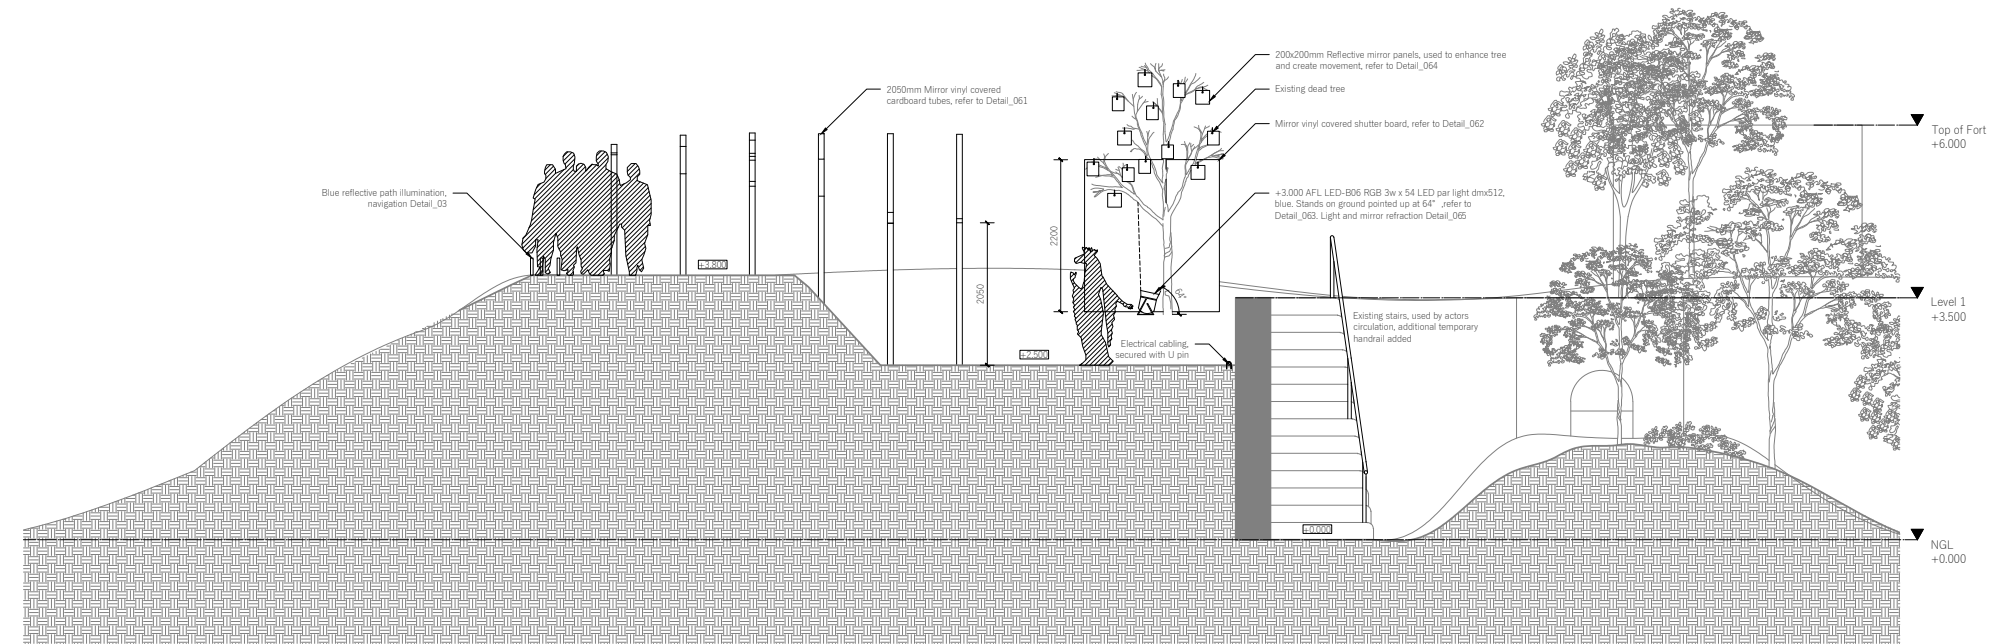 200x200mm Reflective mirror panels, used to enhance tree
and create movement, refer to Detail_064
2050mm Mirror vinyl covered
cardboard tubes, refer to Detail_061
Existing dead tree
Mirror vinyl covered shutter board, refer to Detail_062
Top of Fort
+6.000
Blue reflective path illumination,
navigation Detail_03
+3.000 AFL LED-B06 RGB 3w x 54 LED par light dmx512,
blue. Stands on ground pointed up at 64° ,refer to
Detail_063. Light and mirror refraction Detail_065
2200
+3.800
2050
64°
Level 1
+3.500
Existing stairs, used by actors
circulation, additional temporary
handrail added
Electrical cabling,
secured with U pin
+2.500
+0.000
NGL
+0.000